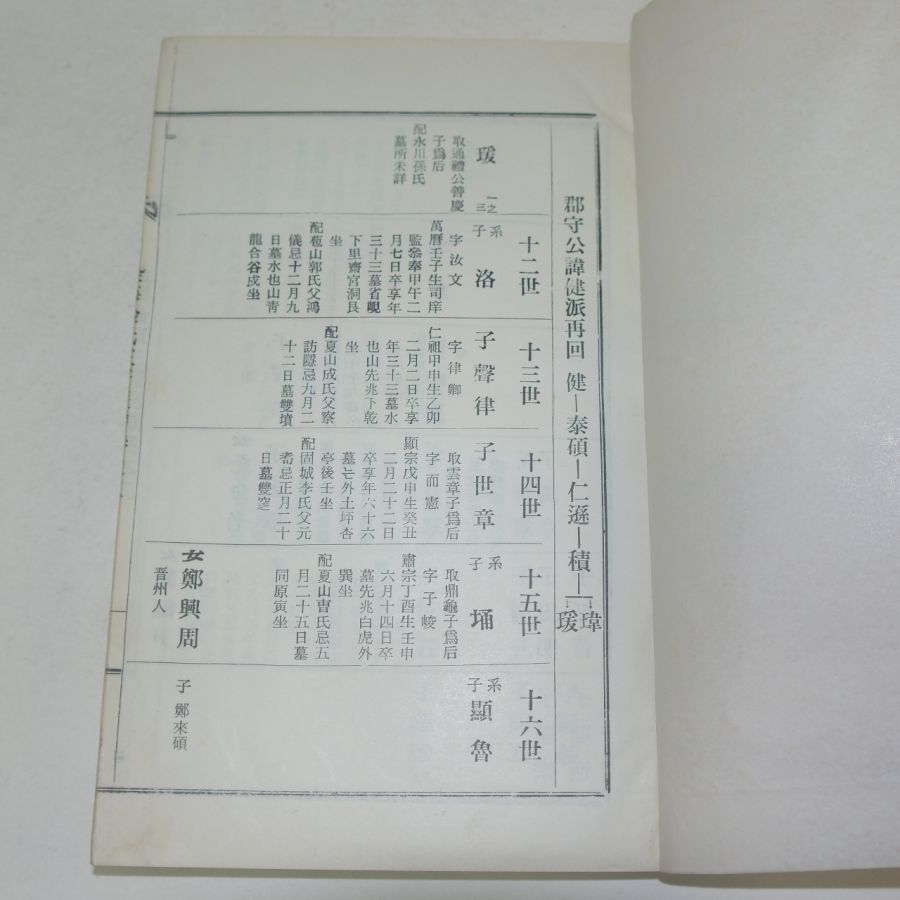 郡守公諱健派再回 健─泰碩─仁遜─積─瑋 瑗
瑗 一之三
取通禮公善慶
子爲后
配永川孫氏
墓所未詳
十二世
系子 洛
字汝文
萬曆壬子生司庠
監叅奉甲午二
月七日卒享年
三十三墓省峴
下里齋宮洞艮
坐
配苞山郭氏父鴻
儀忌十二月九
日墓水也山靑
龍合谷戌坐
十三世
子聲律
字律卿
仁祖甲申生乙卯
二月二日卒享
年三十三墓水
也山先兆下乾
坐
配夏山成氏父察
訪隱忌九月二
十二日墓雙墳
十四世
子世章
取雲章子爲后
字而憲
顯宗戊申生癸丑
二月二十二日
卒享年六十六
墓는外土坪杏
亭後壬坐
配固城李氏父元
耈忌正月二十
日墓雙窆
十五世
系子 埇
取鼎龜子爲后
字子峻
肅宗丁酉生壬申
六月十四日卒
墓先兆白虎外
巽坐
配夏山曺氏忌五
月二十五日墓
同原寅坐
女鄭興周
晋州人
十六世
系子 顯魯
子 鄭來碩